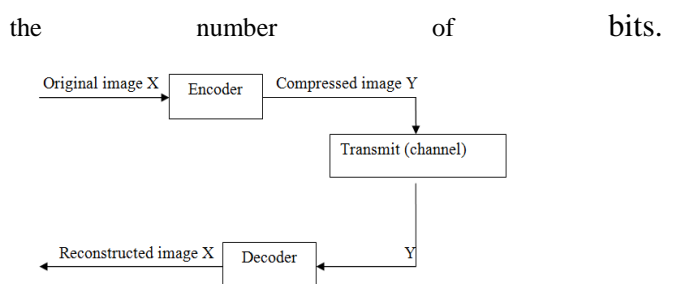 the number of bits.
Original image X
Encoder
Compressed image Y
Transmit (channel)
Reconstructed image X
Decoder
Y